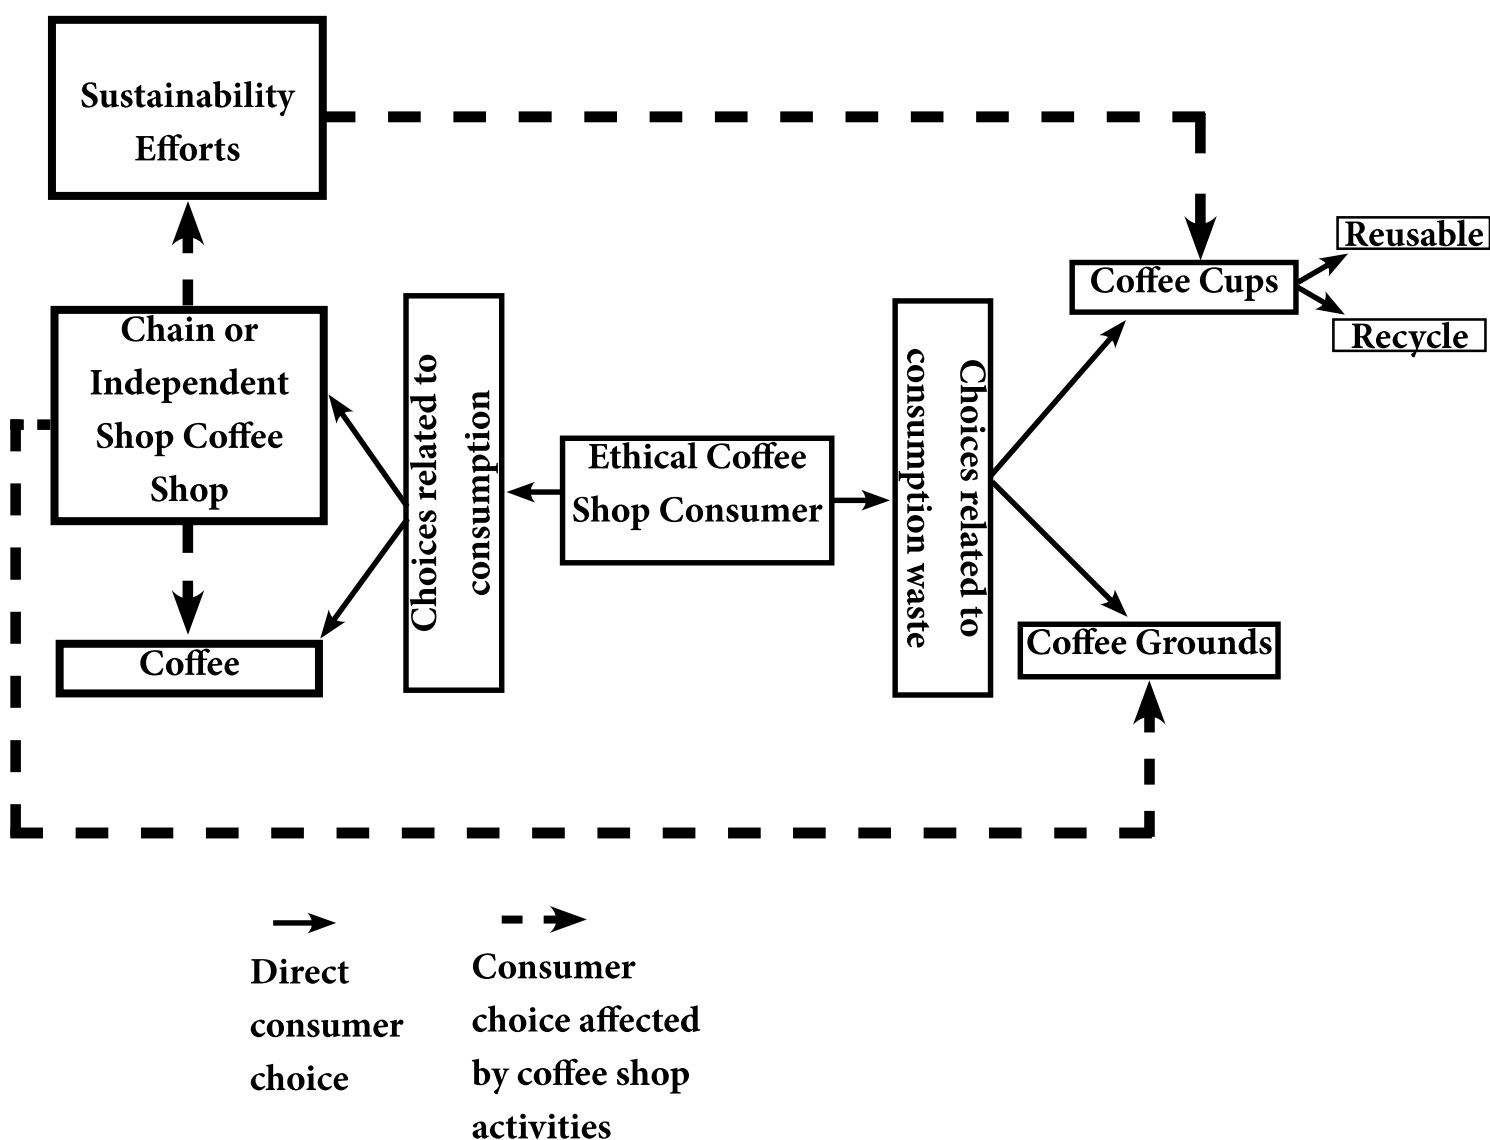 Sustainability
Efforts
Reusable
Coffee Cups
Recycle
Chain or
Independent
Shop Coffee
Shop
Choices related to
consumption
Ethical Coffee
Shop Consumer
Choices related to
consumption waste
Coffee
Coffee Grounds
Direct
consumer
choice
Consumer
choice affected
by coffee shop
activities